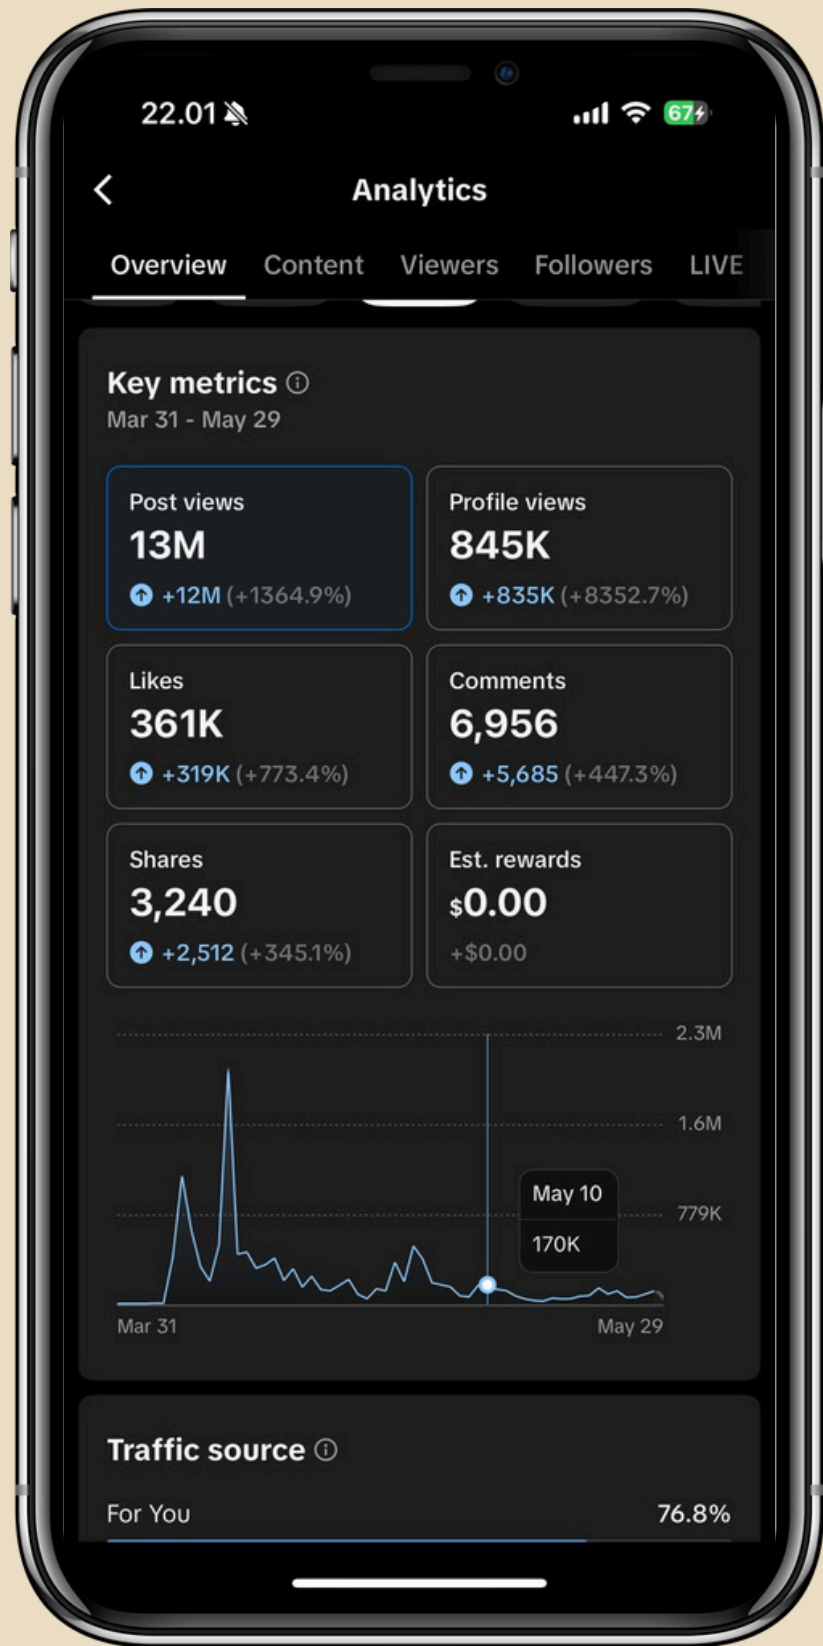 22.01
67
Analytics
Overview Content Viewers Followers LIVE
Key metrics
Mar 31 - May 29
Post views
13M
+12M (+1364.9%)
Profile views
845K
+835K (+8352.7%)
Likes
361K
+319K (+773.4%)
Comments
6,956
+5,685 (+447.3%)
Shares
3,240
+2,512 (+345.1%)
Est. rewards
$0.00
+$0.00
2.3M
1.6M
779K
May 10
170K
Mar 31
May 29
Traffic source
For You 76.8%